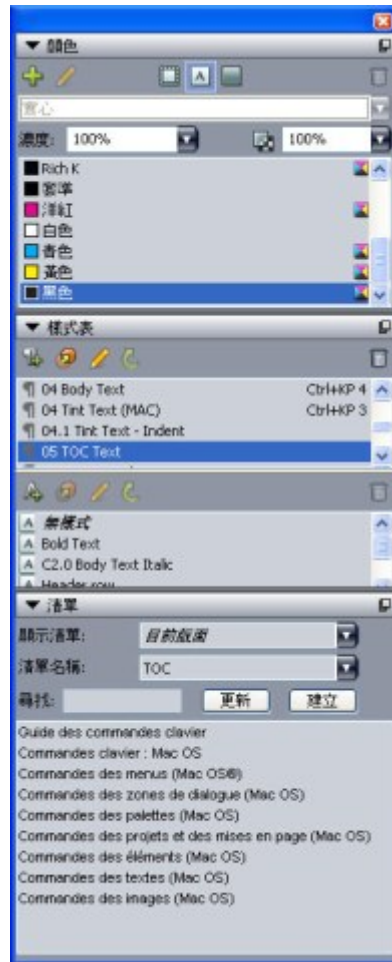 ▼ 顏色
A
實心
濃度: 100% 100%
Rich K
套準
洋紅
白色
青色
黃色
黑色
▼ 樣式表
¶ 04 Body Text Ctrl+KP 4
¶ 04 Tint Text (MAC) Ctrl+KP 3
¶ 04.1 Tint Text - Indent
¶ 05 TOC Text
A 無樣式
A Bold Text
A C2.0 Body Text Italic
A Header row
▼ 清單
顯示清單: 目前版面
清單名稱: TOC
尋找: 更新 建立
Guide des commandes clavier
Commandes clavier : Mac OS
Commandes des menus (Mac OS®)
Commandes des zones de dialogue (Mac OS)
Commandes des palettes (Mac OS)
Commandes des projets et des mises en page (Mac OS)
Commandes des éléments (Mac OS)
Commandes des textes (Mac OS)
Commandes des images (Mac OS)